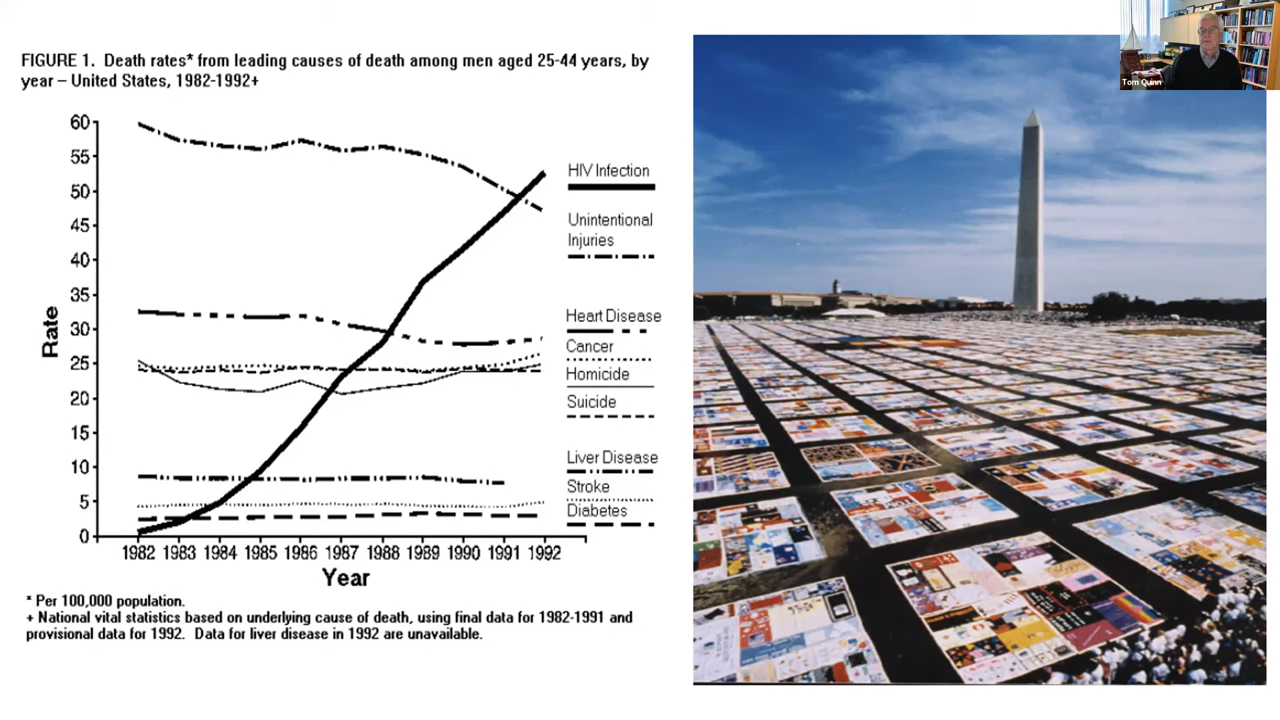 FIGURE 1. Death rates* from leading causes of death among men aged 25-44 years, by
year – United States, 1982-1992+
60
55
50
45
40
35
30
25
20
15
10
5
0
Rate
1982 1983 1984 1985 1986 1987 1988 1989 1990 1991 1992
Year
HIV Infection
Unintentional
Injuries
Heart Disease
Cancer
Homicide
Suicide
Liver Disease
Stroke
Diabetes
* Per 100,000 population.
+ National vital statistics based on underlying cause of death, using final data for 1982-1991 and
provisional data for 1992. Data for liver disease in 1992 are unavailable.
Tom Quinn